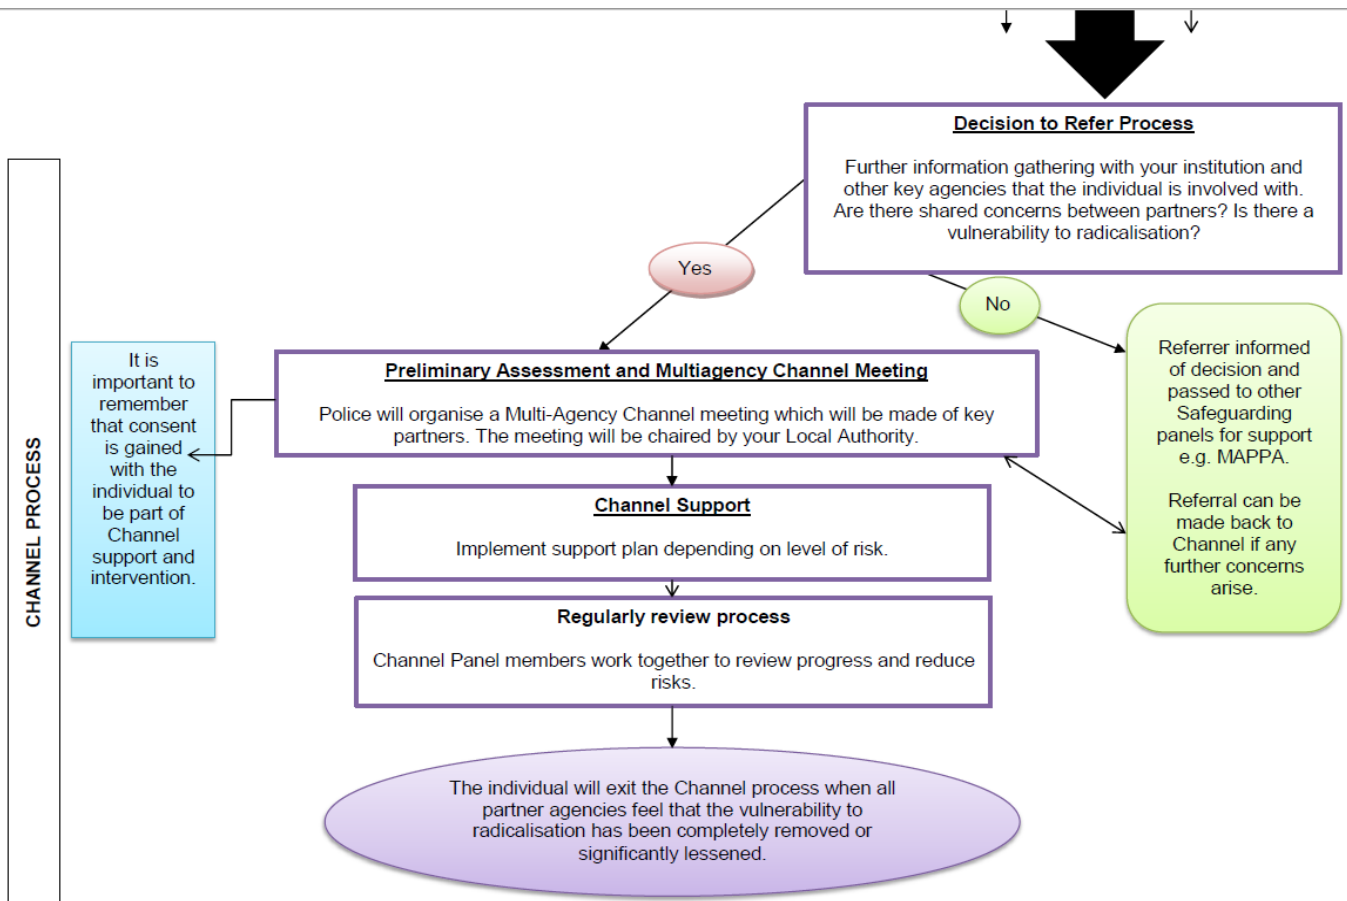 Decision to Refer Process
Further information gathering with your institution and
other key agencies that the individual is involved with.
Are there shared concerns between partners? Is there a
vulnerability to radicalisation?
Yes
No
CHANNEL PROCESS
It is
important to
remember
that consent
is gained
with the
individual to
be part of
Channel
support and
intervention.
Preliminary Assessment and Multiagency Channel Meeting
Police will organise a Multi-Agency Channel meeting which will be made of key
partners. The meeting will be chaired by your Local Authority.
Referrer informed
of decision and
passed to other
Safeguarding
panels for support
e.g. MAPPA.
Referral can be
made back to
Channel if any
further concerns
arise.
Channel Support
Implement support plan depending on level of risk.
Regularly review process
Channel Panel members work together to review progress and reduce
risks.
The individual will exit the Channel process when all
partner agencies feel that the vulnerability to
radicalisation has been completely removed or
significantly lessened.